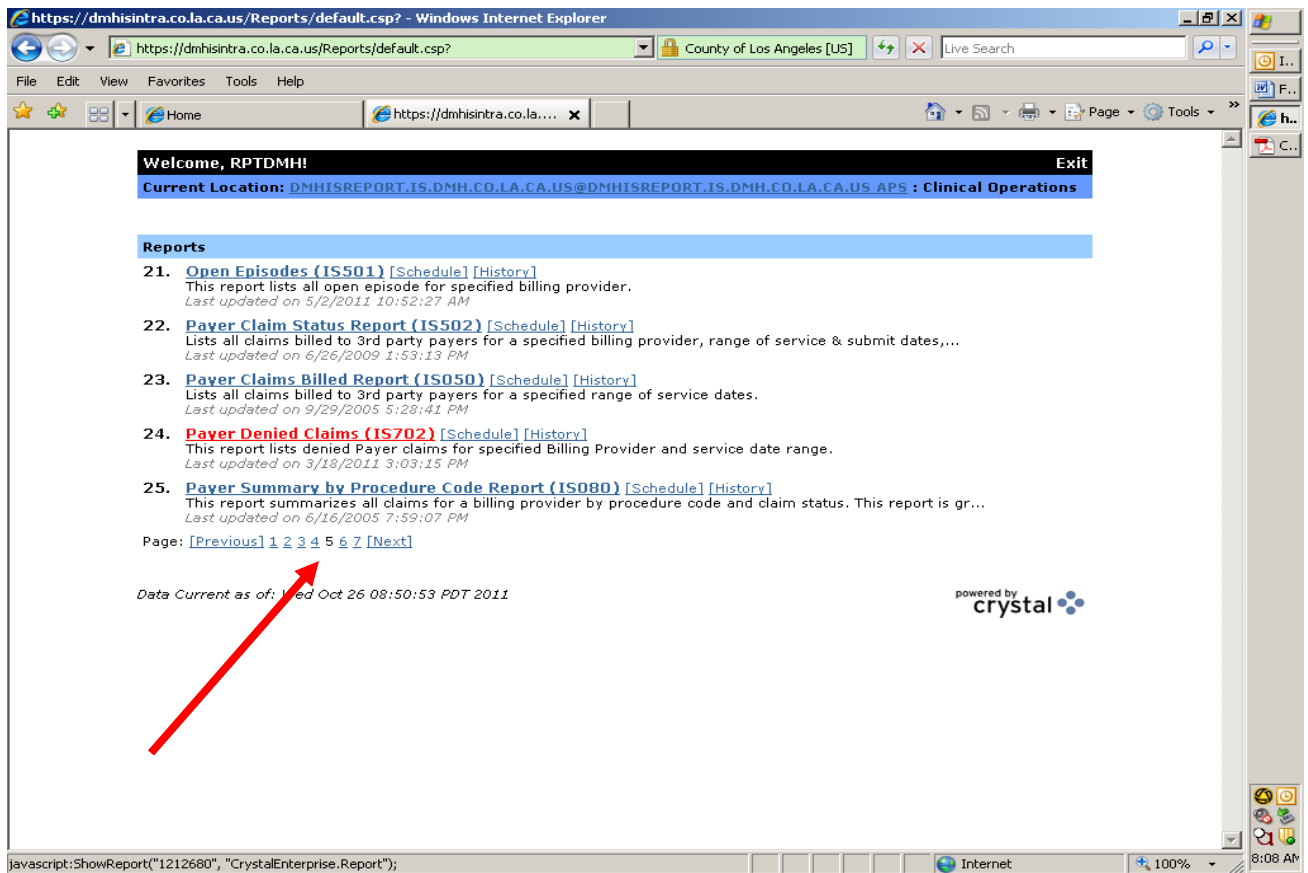 https://dmhisintra.co.la.ca.us/Reports/default.csp? - Windows Internet Explorer
https://dmhisintra.co.la.ca.us/Reports/default.csp? County of Los Angeles [US] Live Search
File Edit View Favorites Tools Help
Home https://dmhisintra.co.la.... Page Tools
I..
F..
h..
C..
Welcome, RPTDMH! Exit
Current Location: DMHISREPORT.IS.DMH.CO.LA.CA.US@DMHISREPORT.IS.DMH.CO.LA.CA.US APS : Clinical Operations
Reports
21. Open Episodes (IS501) [Schedule] [History]
This report lists all open episode for specified billing provider.
Last updated on 5/2/2011 10:52:27 AM
22. Payer Claim Status Report (IS502) [Schedule] [History]
Lists all claims billed to 3rd party payers for a specified billing provider, range of service & submit dates,...
Last updated on 6/26/2009 1:53:13 PM
23. Payer Claims Billed Report (IS050) [Schedule] [History]
Lists all claims billed to 3rd party payers for a specified range of service dates.
Last updated on 9/29/2005 5:28:41 PM
24. Payer Denied Claims (IS702) [Schedule] [History]
This report lists denied Payer claims for specified Billing Provider and service date range.
Last updated on 3/18/2011 3:03:15 PM
25. Payer Summary by Procedure Code Report (IS080) [Schedule] [History]
This report summarizes all claims for a billing provider by procedure code and claim status. This report is gr...
Last updated on 6/16/2005 7:59:07 PM
Page: [Previous] 1 2 3 4 5 6 7 [Next]
Data Current as of: Wed Oct 26 08:50:53 PDT 2011
powered by
crystal
javascript:ShowReport("1212680", "CrystalEnterprise.Report"); Internet 100%
8:08 AM